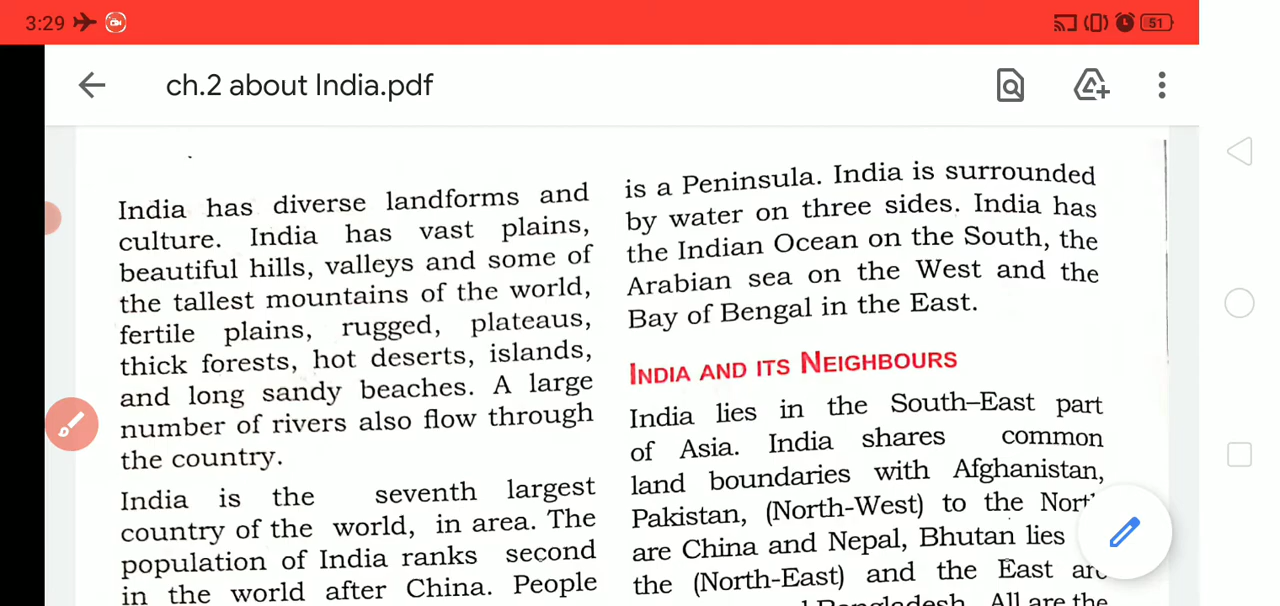 3:29
51
ch.2 about India.pdf
India has diverse landforms and
culture. India has vast plains,
beautiful hills, valleys and some of
the tallest mountains of the world,
fertile plains, rugged, plateaus,
thick forests, hot deserts, islands,
and long sandy beaches. A large
number of rivers also flow through
the country.
India is the seventh largest
country of the world, in area. The
population of India ranks second
in the world after China. People
is a Peninsula. India is surrounded
by water on three sides. India has
the Indian Ocean on the South, the
Arabian sea on the West and the
Bay of Bengal in the East.
INDIA AND ITS NEIGHBOURS
India lies in the South–East part
of Asia. India shares common
land boundaries with Afghanistan,
Pakistan, (North-West) to the
are China and Nepal, Bhutan lies
the (North-East) and the East are
Bangladesh. All are the